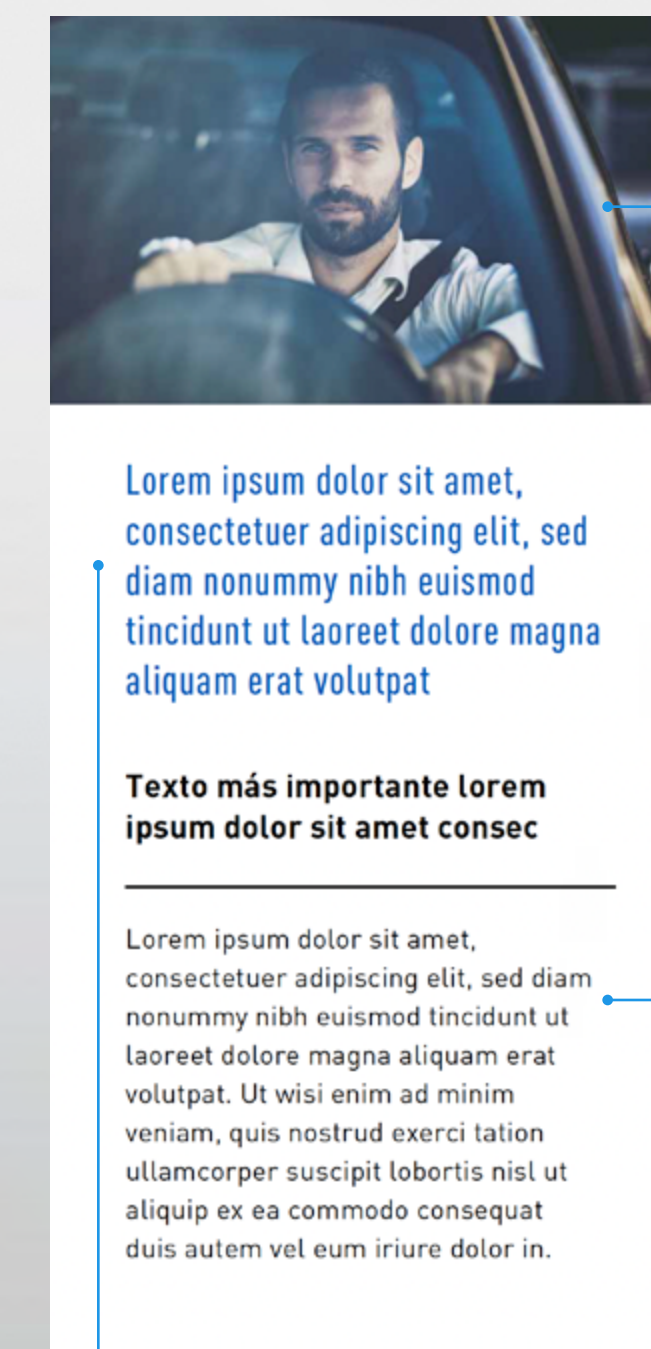 Lorem ipsum dolor sit amet,
consectetuer adipiscing elit, sed
diam nonummy nibh euismod
tincidunt ut laoreet dolore magna
aliquam erat volutpat
Texto más importante lorem
ipsum dolor sit amet consec
Lorem ipsum dolor sit amet,
consectetuer adipiscing elit, sed diam
nonummy nibh euismod tincidunt ut
laoreet dolore magna aliquam erat
volutpat. Ut wisi enim ad minim
veniam, quis nostrud exerci tation
ullamcorper suscipit lobortis nisl ut
aliquip ex ea commodo consequat
duis autem vel eum iriure dolor in.